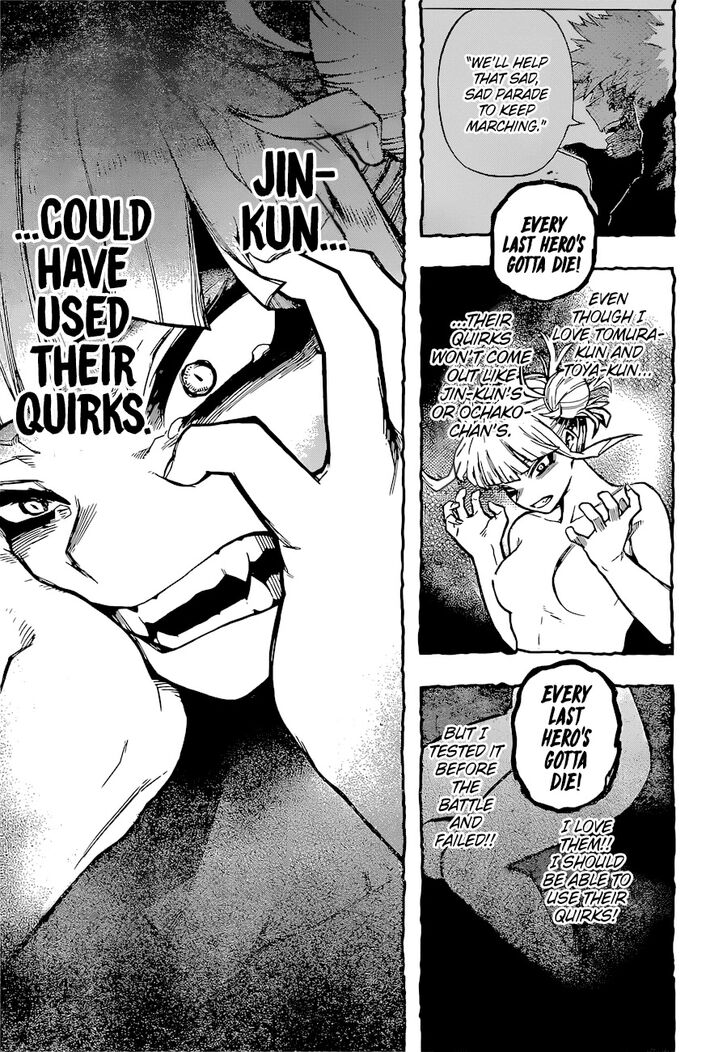 "WE'LL HELP
THAT SAD,
SAD PARADE
TO KEEP
MARCHING."
EVERY
LAST HERO'S
GOTTA DIE!
EVEN
THOUGH I
LOVE TOMURA-
KUN AND
TOYA-KUN...
...THEIR
QUIRKS
WON'T COME
OUT LIKE
JIN-KUN'S
OR OCHAKO-
CHAN'S.
EVERY
LAST
HERO'S
GOTTA
DIE!
I LOVE
THEM!!
I SHOULD
BE ABLE TO
USE THEIR
QUIRKS!
BUT I
TESTED IT
BEFORE
THE
BATTLE
AND
FAILED!!
JIN-
KUN...
...COULD
HAVE
USED
THEIR
QUIRKS.